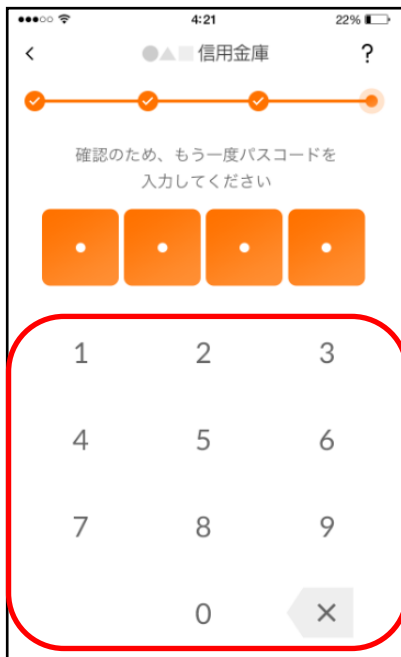 4:21 22%
●▲■信用金庫 ?
確認のため、もう一度パスコードを
入力してください
1 2 3
4 5 6
7 8 9
0